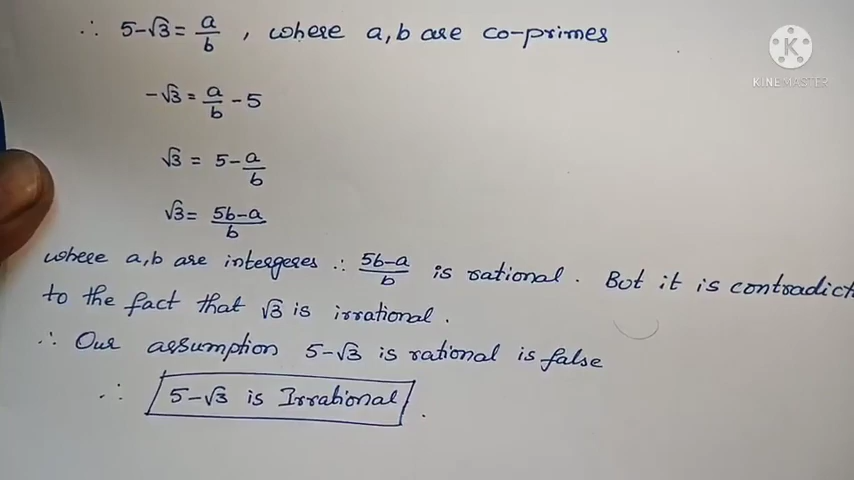 ∴ 5-√3 = a/b , where a,b are co-primes
-√3 = a/b - 5
√3 = 5 - a/b
√3 = 5b-a/b
where a,b are intergeres ∴ 5b-a/b is rational . But it is contradict
to the fact that √3 is irrational .
∴ Our assumption 5-√3 is rational is false
∴ 5-√3 is Irrational .
KINEMASTER